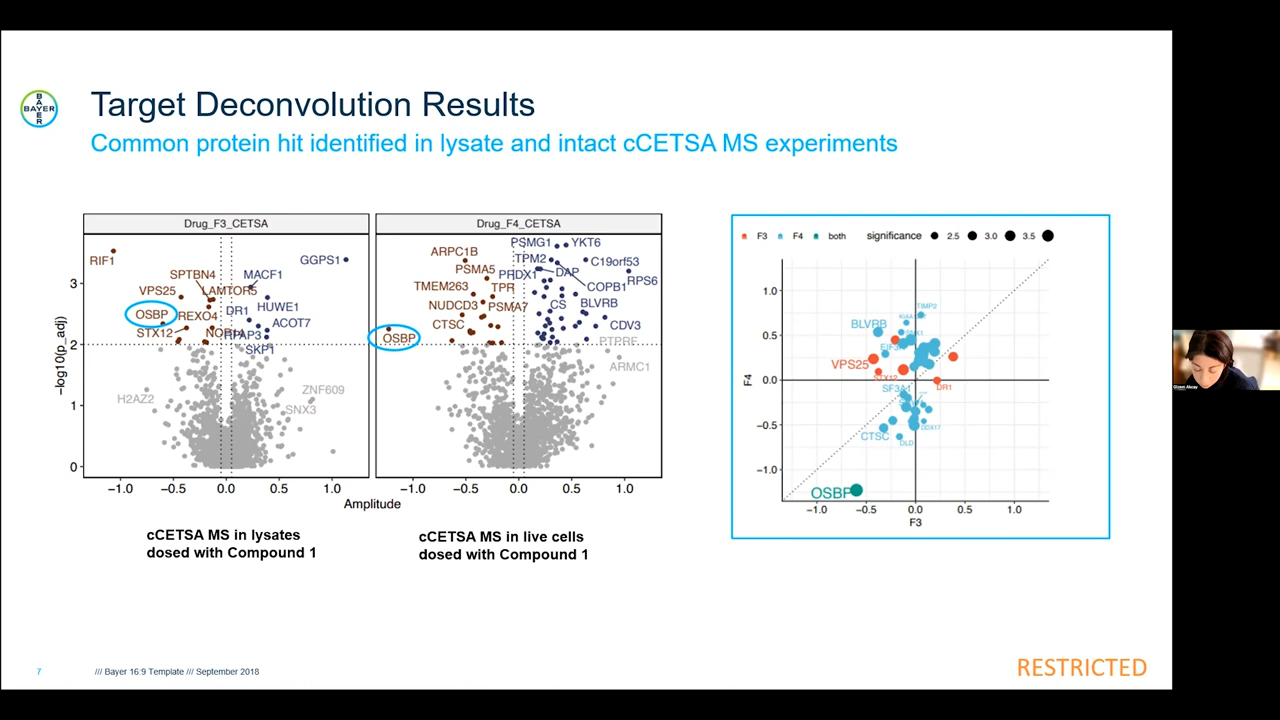 BAYER
BAYER
Target Deconvolution Results
Common protein hit identified in lysate and intact cCETSA MS experiments
Drug_F3_CETSA
Drug_F4_CETSA
−log10(p_adj)
3
2
1
0
RIF1
GGPS1
SPTBN4
MACF1
VPS25
LAMTOR5
OSBP
REXO4
DR1
HUWE1
STX12
ACOT7
RPAP3
SKP1
H2AZ2
ZNF609
SNX3
−1.0
−0.5
0.0
0.5
1.0
PSMG1
YKT6
ARPC1B
TPM2
C19orf53
PSMA5
PRDX1
DAP
RPS6
TMEM263
TPR
COPB1
NUDCD3
PSMA7
CS
BLVRB
CTSC
CDV3
OSBP
PTPRF
ARMC1
−1.0
−0.5
0.0
0.5
1.0
Amplitude
cCETSA MS in lysates
dosed with Compound 1
cCETSA MS in live cells
dosed with Compound 1
F3
F4
both
significance
2.5
3.0
3.5
F4
1.0
0.5
0.0
−0.5
−1.0
TIMP2
BLVRB
VPS25
STX12
DR1
SF3A1
CTSC
DLD
DDX17
OSBP
−1.0
−0.5
0.0
0.5
1.0
F3
7
/// Bayer 16:9 Template /// September 2018
RESTRICTED